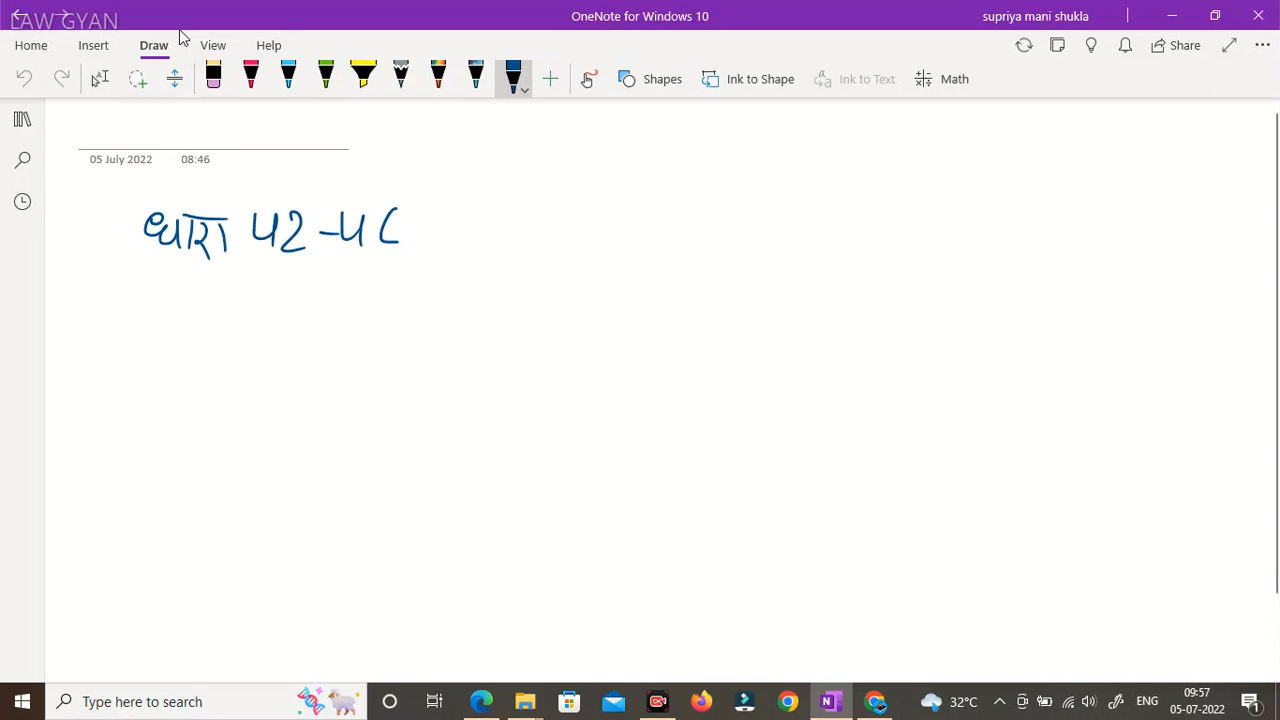 LAW GYAN
OneNote for Windows 10
supriya mani shukla
Home Insert Draw View Help
Share
Shapes
Ink to Shape
Ink to Text
Math
05 July 2022 08:46
धारा 42-4
Type here to search
32°C
ENG
09:57
05-07-2022
1